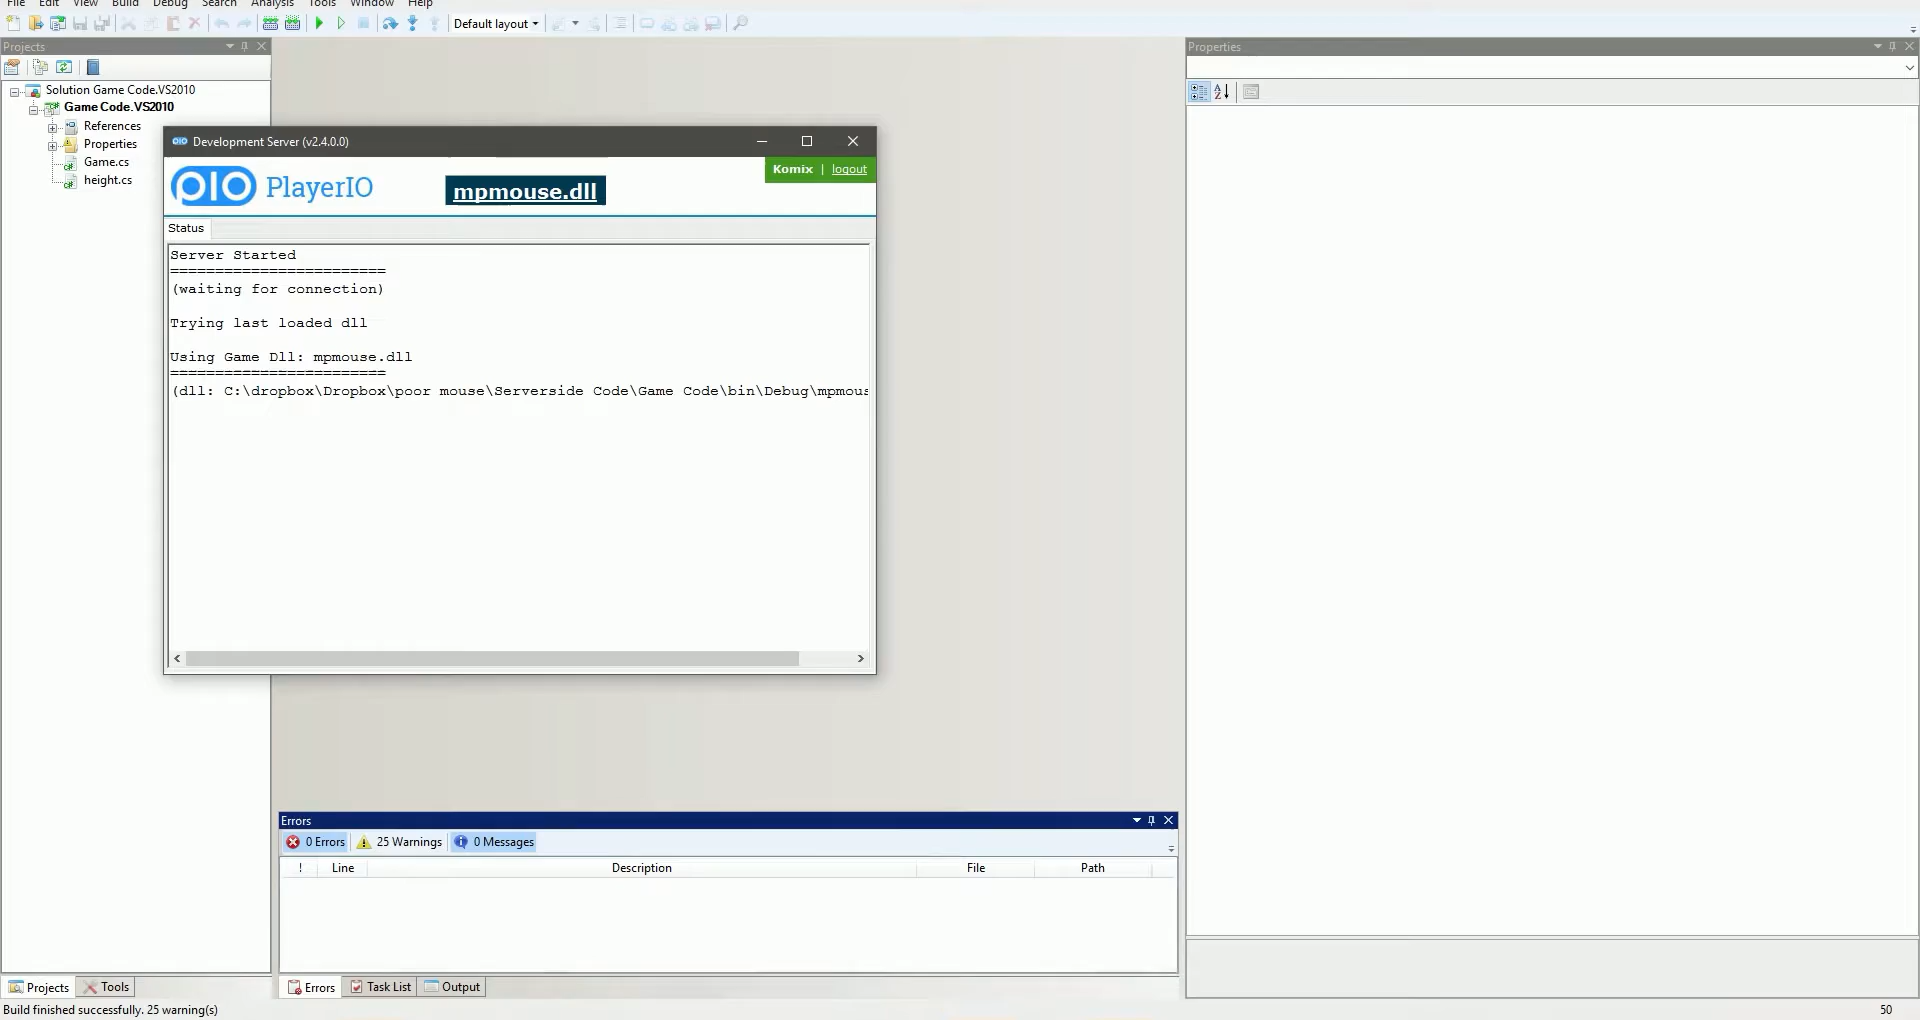 File Edit View Build Debug Search Analysis Tools Window Help
Default layout
Projects
Properties
Solution Game Code.VS2010
Game Code.VS2010
References
Properties
Game.cs
height.cs
Development Server (v2.4.0.0)
Komix | logout
PIO PlayerIO
mpmouse.dll
Status
Server Started
========================
(waiting for connection)
Trying last loaded dll
Using Game Dll: mpmouse.dll
========================
(dll: C:\dropbox\Dropbox\poor mouse\Serverside Code\Game Code\bin\Debug\mpmous
Errors
0 Errors 25 Warnings 0 Messages
! Line Description File Path
Projects Tools
Errors Task List Output
Build finished successfully. 25 warning(s)
50